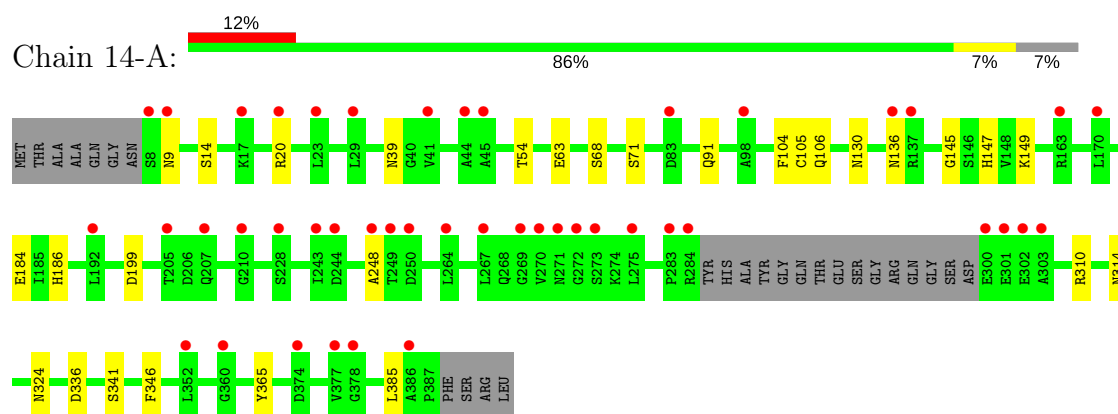 12%
Chain 14-A:
86% 7% 7%
MET THR ALA ALA GLN GLY ASN S8 N9 S14 K17 R20 L23 L29 N39 G40 V41 A44 A45 T54 E63 S68 S71 D83 Q91 A98 F104 C105 Q106 N130 N136 R137 G145 S146 H147 V148 K149 R163 L170
E184 I185 H186 L192 D199 T205 D206 Q207 G210 S228 I243 D244 A248 T249 D250 L264 L267 Q268 G269 V270 N271 G272 S273 K274 L275 P283 R284 TYR HIS ALA TYR GLY GLN THR GLU SER GLY ARG GLN GLY SER ASP E300 E301 E302 A303 R310 N314
N324 D336 S341 F346 L352 G360 Y365 D374 V377 G378 L385 A386 P387 PHE SER ARG LEU